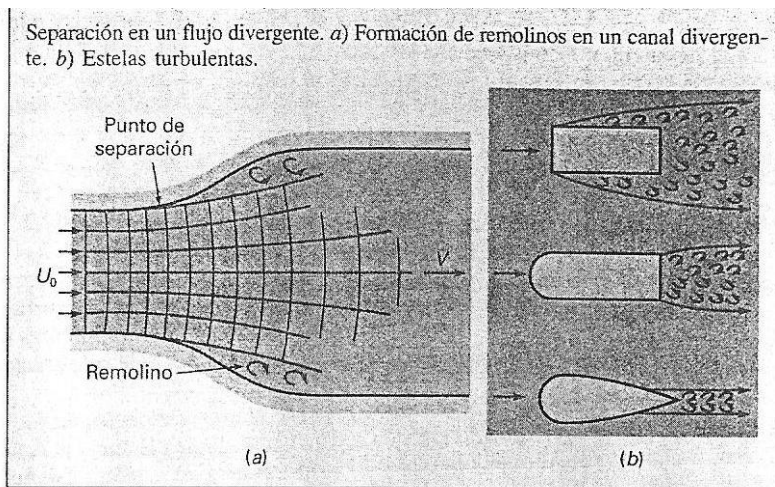 Separación en un flujo divergente. a) Formación de remolinos en un canal divergen-
te. b) Estelas turbulentas.
Punto de
separación
U₀
V
Remolino
(a)
(b)